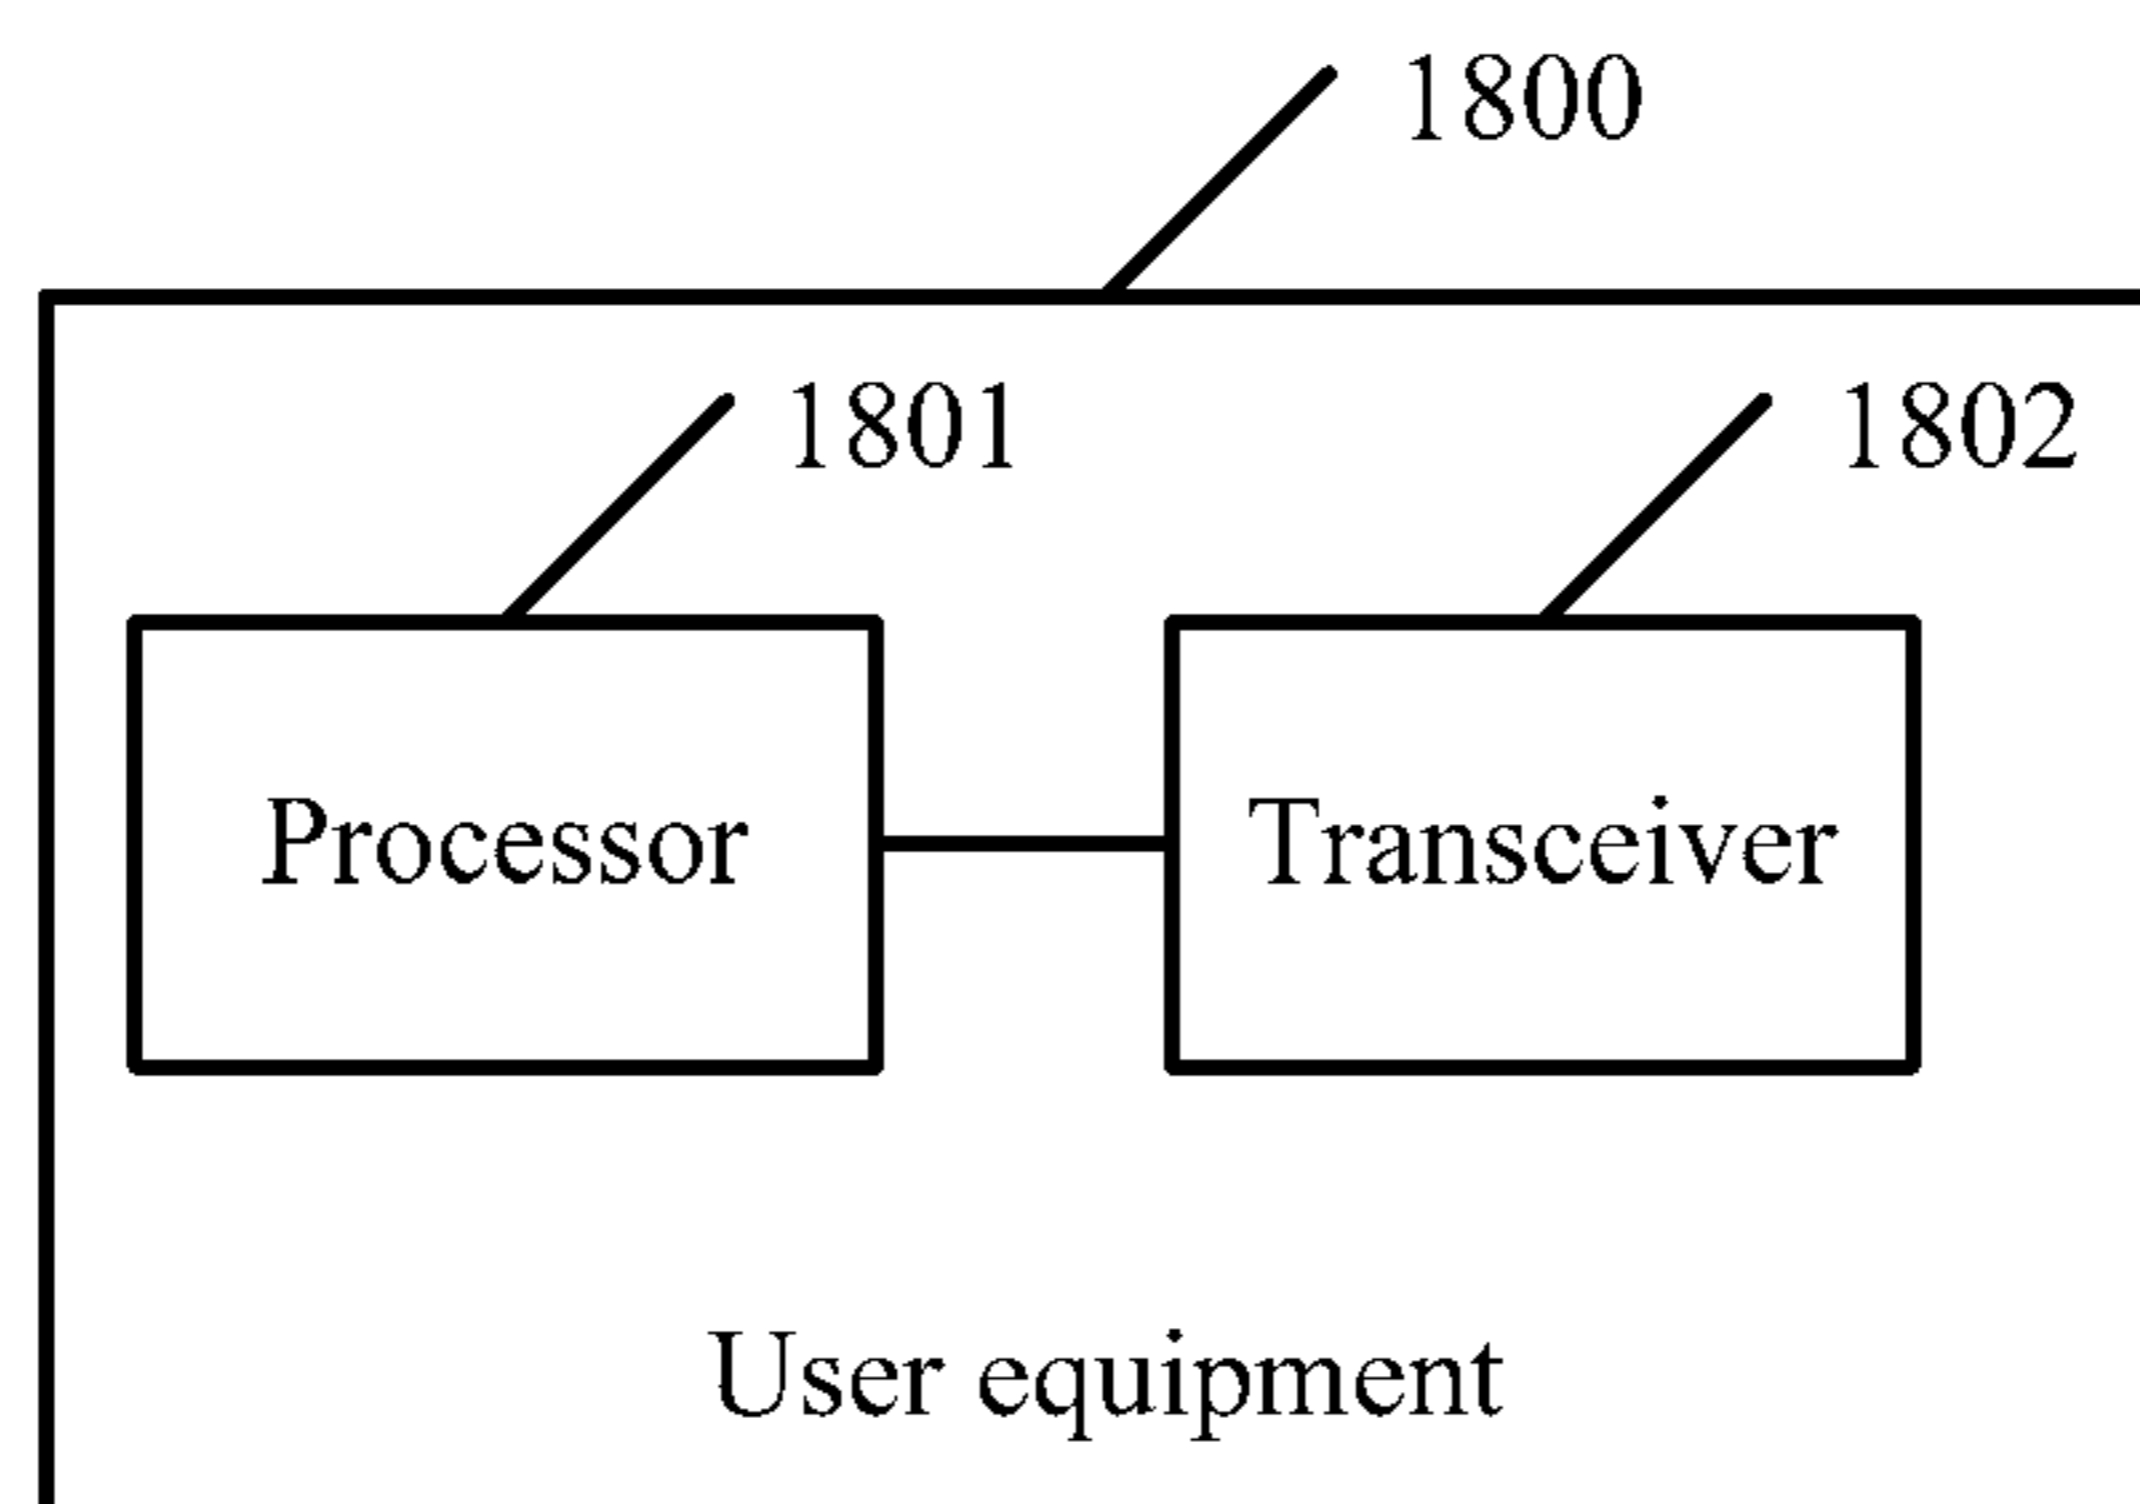 1800
1801
1802
Processor
Transceiver
User equipment